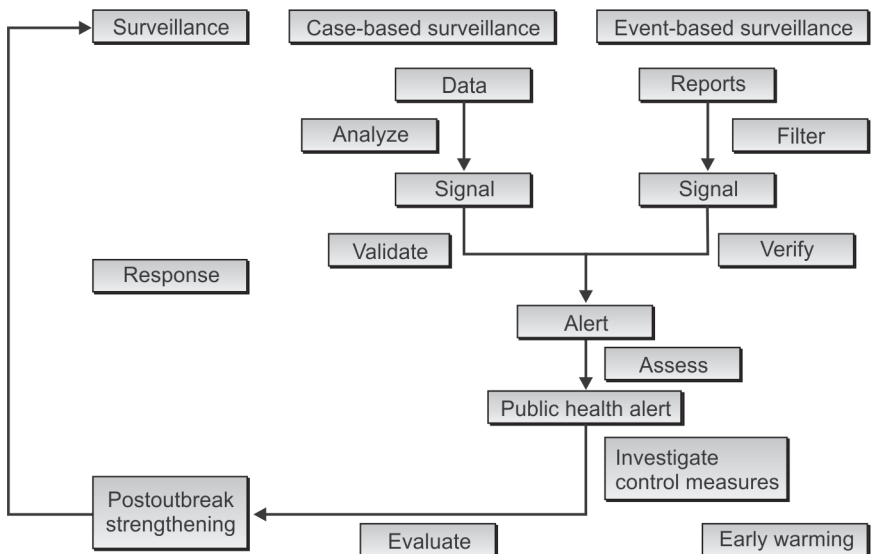 Surveillance
Case-based surveillance
Event-based surveillance
Data
Reports
Analyze
Filter
Signal
Signal
Validate
Verify
Response
Alert
Assess
Public health alert
Investigate
control measures
Postoutbreak
strengthening
Evaluate
Early warming